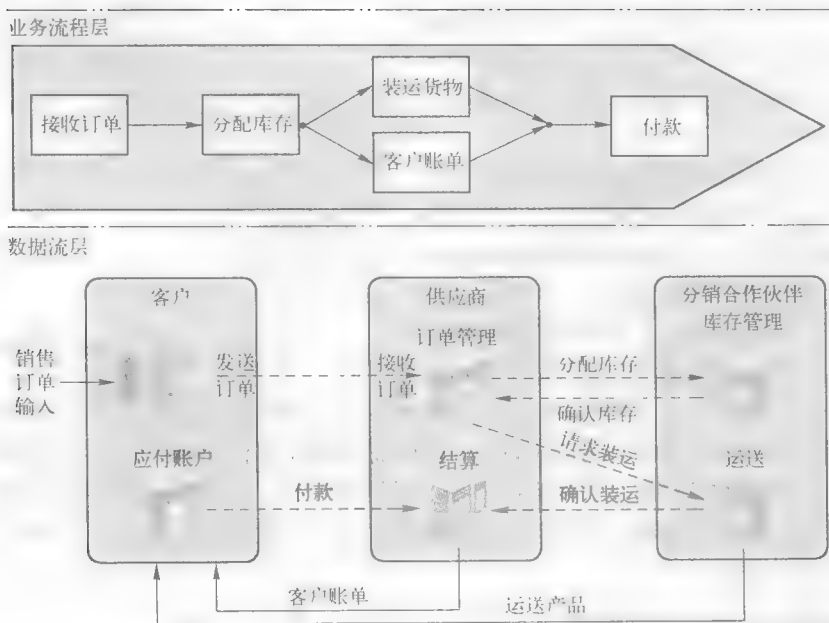 业务流程层
接收订单
分配库存
装运货物
客户账单
付款
数据流层
客户
供应商
分销合作伙伴
库存管理
订单管理
销售
订单
输入
发送
订单
接收
订单
分配库存
确认库存
请求装运
应付账户
结算
运送
付款
确认装运
客户账单
运送产品